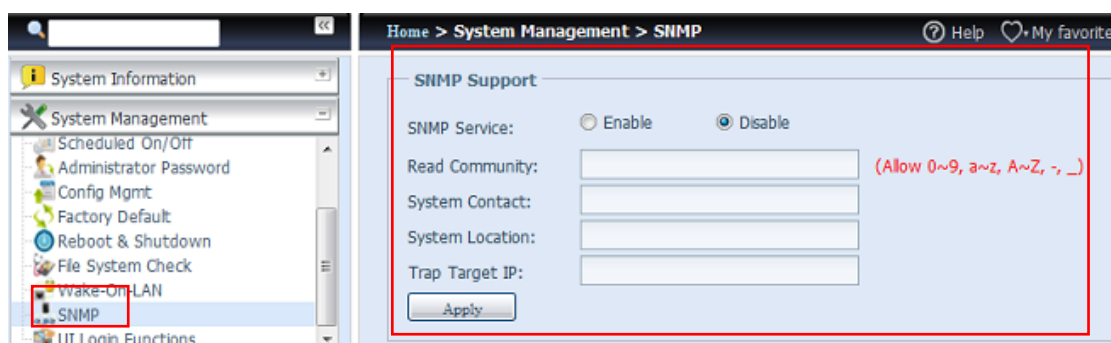 Home > System Management > SNMP
Help
My favorite
System Information
System Management
Scheduled On/Off
Administrator Password
Config Mgmt
Factory Default
Reboot & Shutdown
File System Check
Wake-On-LAN
SNMP
UI Login Functions
SNMP Support
SNMP Service: Enable Disable
Read Community: (Allow 0~9, a~z, A~Z, -, _)
System Contact:
System Location:
Trap Target IP:
Apply